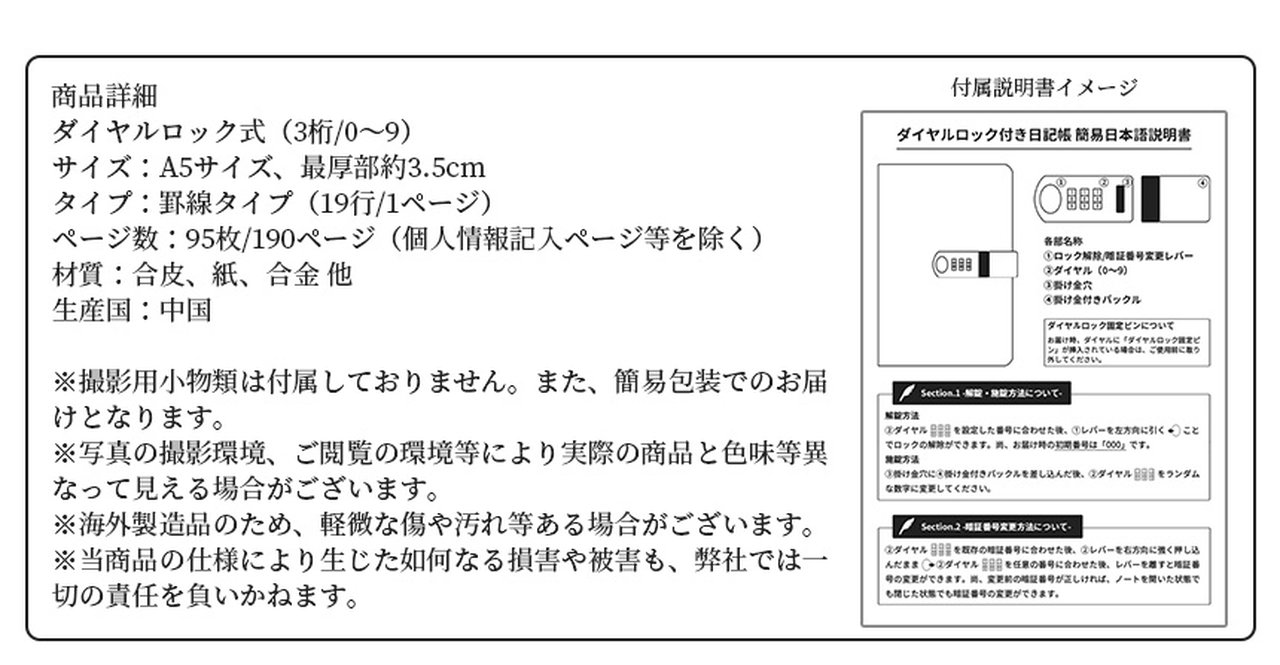 商品詳細
ダイヤルロック式（3桁/0～9）
サイズ：A5サイズ、最厚部約3.5cm
タイプ：罫線タイプ（19行/1ページ）
ページ数：95枚/190ページ（個人情報記入ページ等を除く）
材質：合皮、紙、合金 他
生産国：中国
※撮影用小物類は付属しておりません。また、簡易包装でのお届
けとなります。
※写真の撮影環境、ご閲覧の環境等により実際の商品と色味等異
なって見える場合がございます。
※海外製造品のため、軽微な傷や汚れ等ある場合がございます。
※当商品の仕様により生じた如何なる損害や被害も、弊社では一
切の責任を負いかねます。
付属説明書イメージ
ダイヤルロック付き日記帳 簡易日本語説明書
① ② ③ ④
各部名称
①ロック解除/暗証番号変更レバー
②ダイヤル（0～9）
③掛け金穴
④掛け金付きバックル
ダイヤルロック固定ピンについて
お届け時、ダイヤルに「ダイヤルロック固定ピ
ン」が挿入されている場合は、ご使用前に取り
外してください。
Section.1 -解錠・施錠方法について-
解錠方法
②ダイヤル を設定した番号に合わせた後、①レバーを左方向に引く こと
でロックの解除ができます。尚、お届け時の初期番号は「000」です。
施錠方法
③掛け金穴に④掛け金付きバックルを差し込んだ後、②ダイヤル をランダム
な数字に変更してください。
Section.2 -暗証番号変更方法について-
②ダイヤル を既存の暗証番号に合わせた後、②レバーを右方向に強く押し込
んだまま ②ダイヤル を任意の番号に合わせた後、レバーを離すと暗証番
号の変更ができます。尚、変更前の暗証番号が正しければ、ノートを開いた状態で
も閉じた状態でも暗証番号の変更ができます。